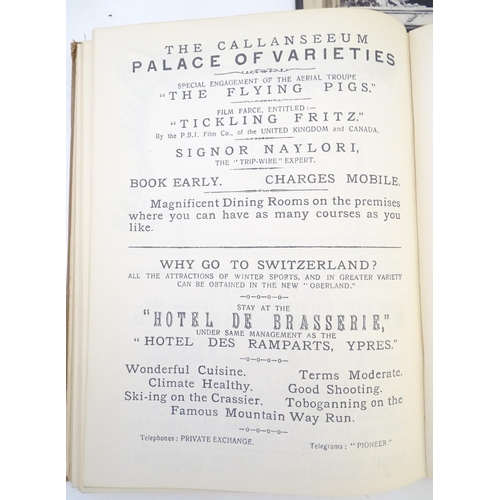 THE CALLANSEEUM
PALACE OF VARIETIES
SPECIAL ENGAGEMENT OF THE AERIAL TROUPE
"THE FLYING PIGS."
FILM FARCE, ENTITLED:—
"TICKLING FRITZ."
By the P.B.I. Film Co., of the UNITED KINGDOM and CANADA.
SIGNOR NAYLORI,
THE "TRIP-WIRE" EXPERT.
BOOK EARLY. CHARGES MOBILE.
Magnificent Dining Rooms on the premises
where you can have as many courses as you
like.
WHY GO TO SWITZERLAND?
ALL THE ATTRACTIONS OF WINTER SPORTS, AND IN GREATER VARIETY
CAN BE OBTAINED IN THE NEW "OBERLAND."
STAY AT THE
"HOTEL DE BRASSERIE,"
UNDER SAME MANAGEMENT AS THE
"HOTEL DES RAMPARTS, YPRES."
Wonderful Cuisine. Terms Moderate.
Climate Healthy. Good Shooting.
Ski-ing on the Crassier. Toboganning on the
Famous Mountain Way Run.
Telephones: PRIVATE EXCHANGE. Telegrams: "PIONEER."